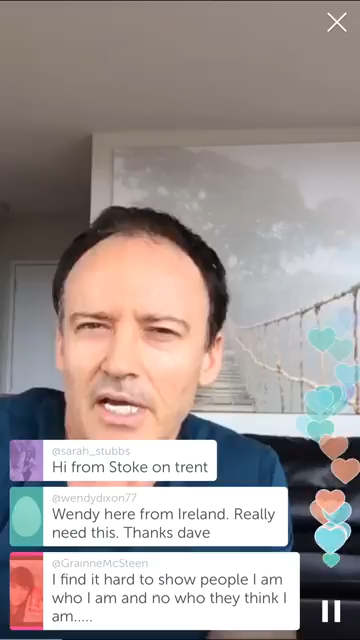 @sarah_stubbs
Hi from Stoke on trent
@wendydixon77
Wendy here from Ireland. Really
need this. Thanks dave
@GrainneMcSteen
I find it hard to show people I am
who I am and no who they think I
am.....